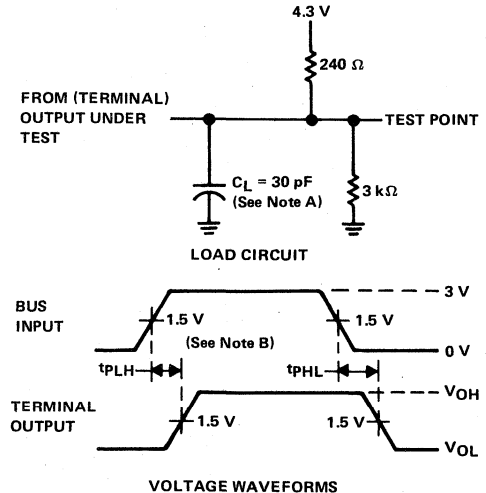 4.3 V
240 Ω
FROM (TERMINAL)
OUTPUT UNDER
TEST
TEST POINT
CL = 30 pF
(See Note A)
3 kΩ
LOAD CIRCUIT
BUS
INPUT
3 V
1.5 V
1.5 V
(See Note B)
0 V
tPLH
tPHL
TERMINAL
OUTPUT
VOH
1.5 V
1.5 V
VOL
VOLTAGE WAVEFORMS